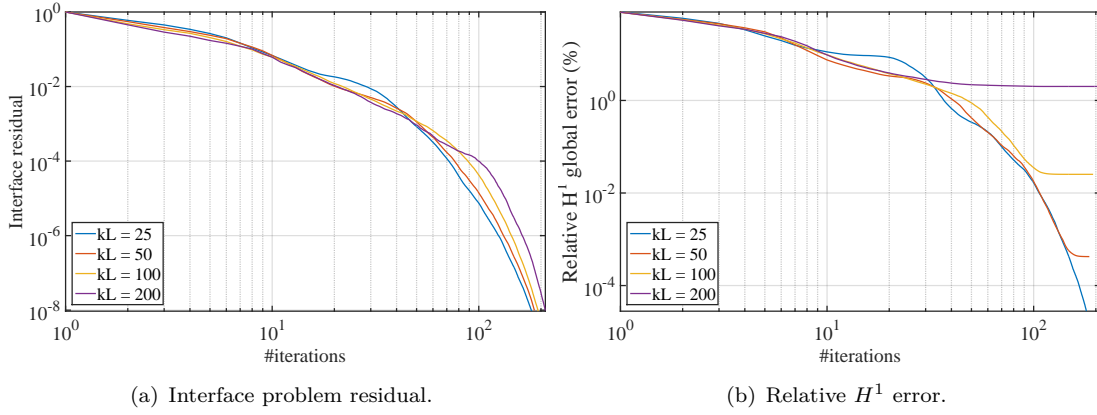 10^0
10^-2
10^-4
10^-6
10^-8
Interface residual
kL = 25
kL = 50
kL = 100
kL = 200
10^0
10^1
10^2
#iterations
(a) Interface problem residual.
10^0
10^-2
10^-4
Relative H^1 global error (%)
kL = 25
kL = 50
kL = 100
kL = 200
10^0
10^1
10^2
#iterations
(b) Relative H^1 error.